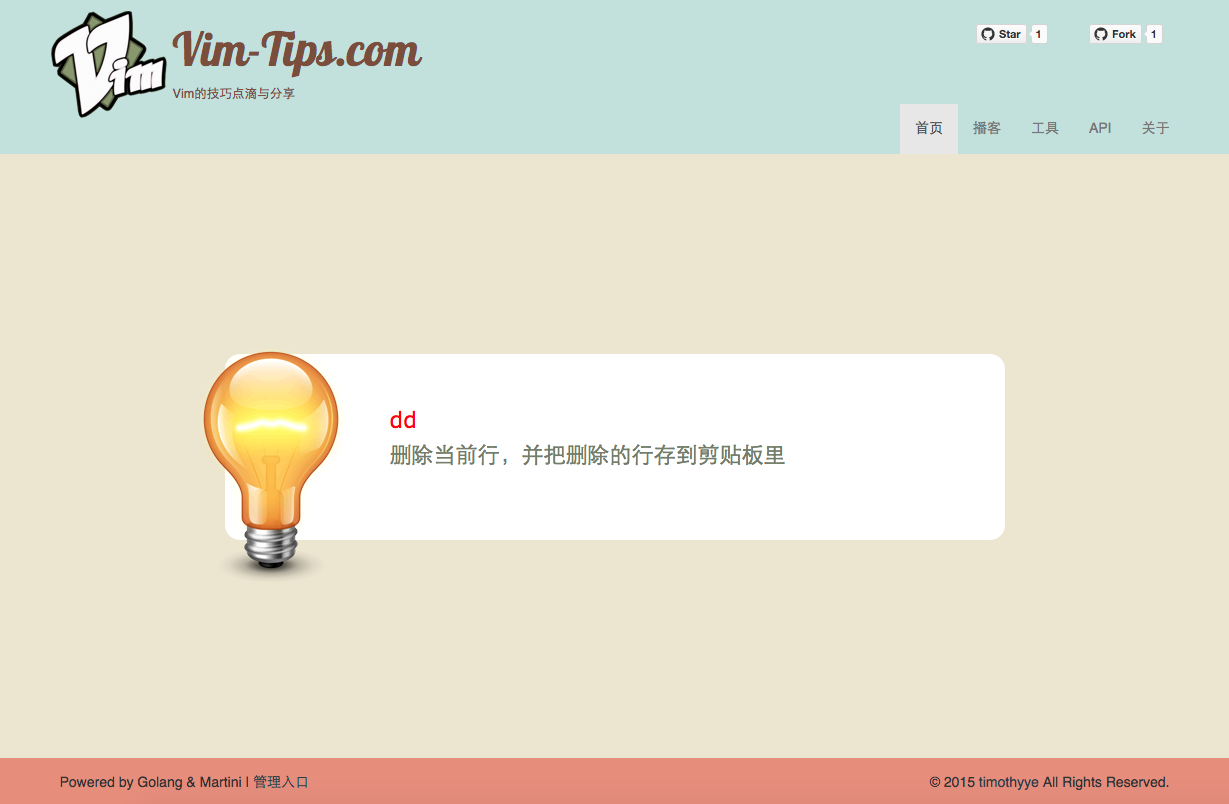 Vim
Vim-Tips.com
Vim的技巧点滴与分享
Star 1
Fork 1
首页 播客 工具 API 关于
dd
删除当前行，并把删除的行存到剪贴板里
Powered by Golang & Martini | 管理入口
© 2015 timothyye All Rights Reserved.